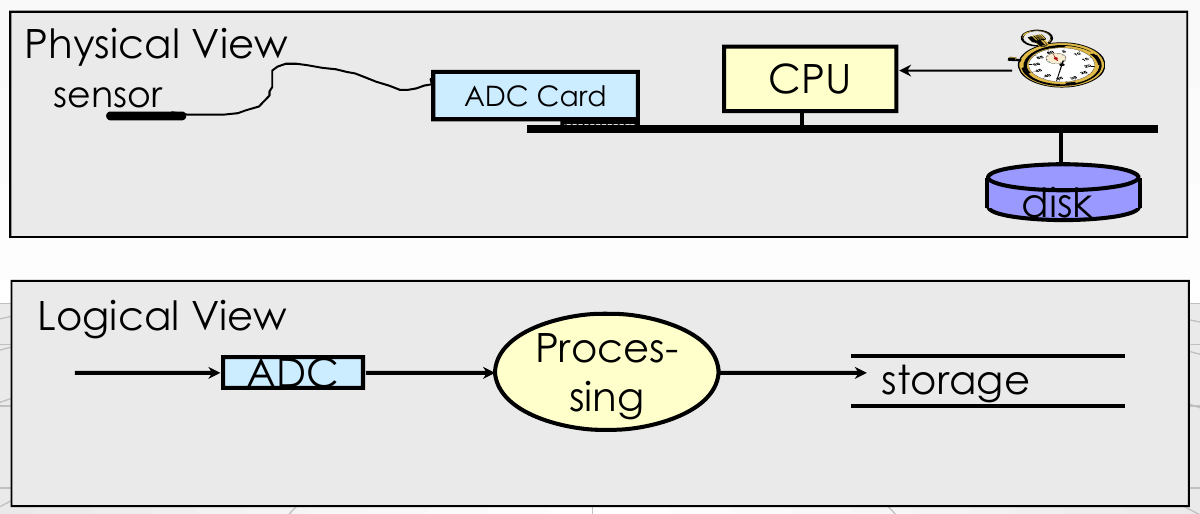 Physical View
sensor
ADC Card
CPU
disk
Logical View
ADC
Proces-
sing
storage